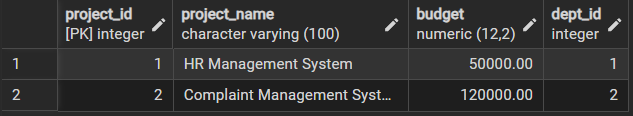 project_id project_name budget dept_id
[PK] integer character varying (100) numeric (12,2) integer
1 1 HR Management System 50000.00 1
2 2 Complaint Management Syst... 120000.00 2